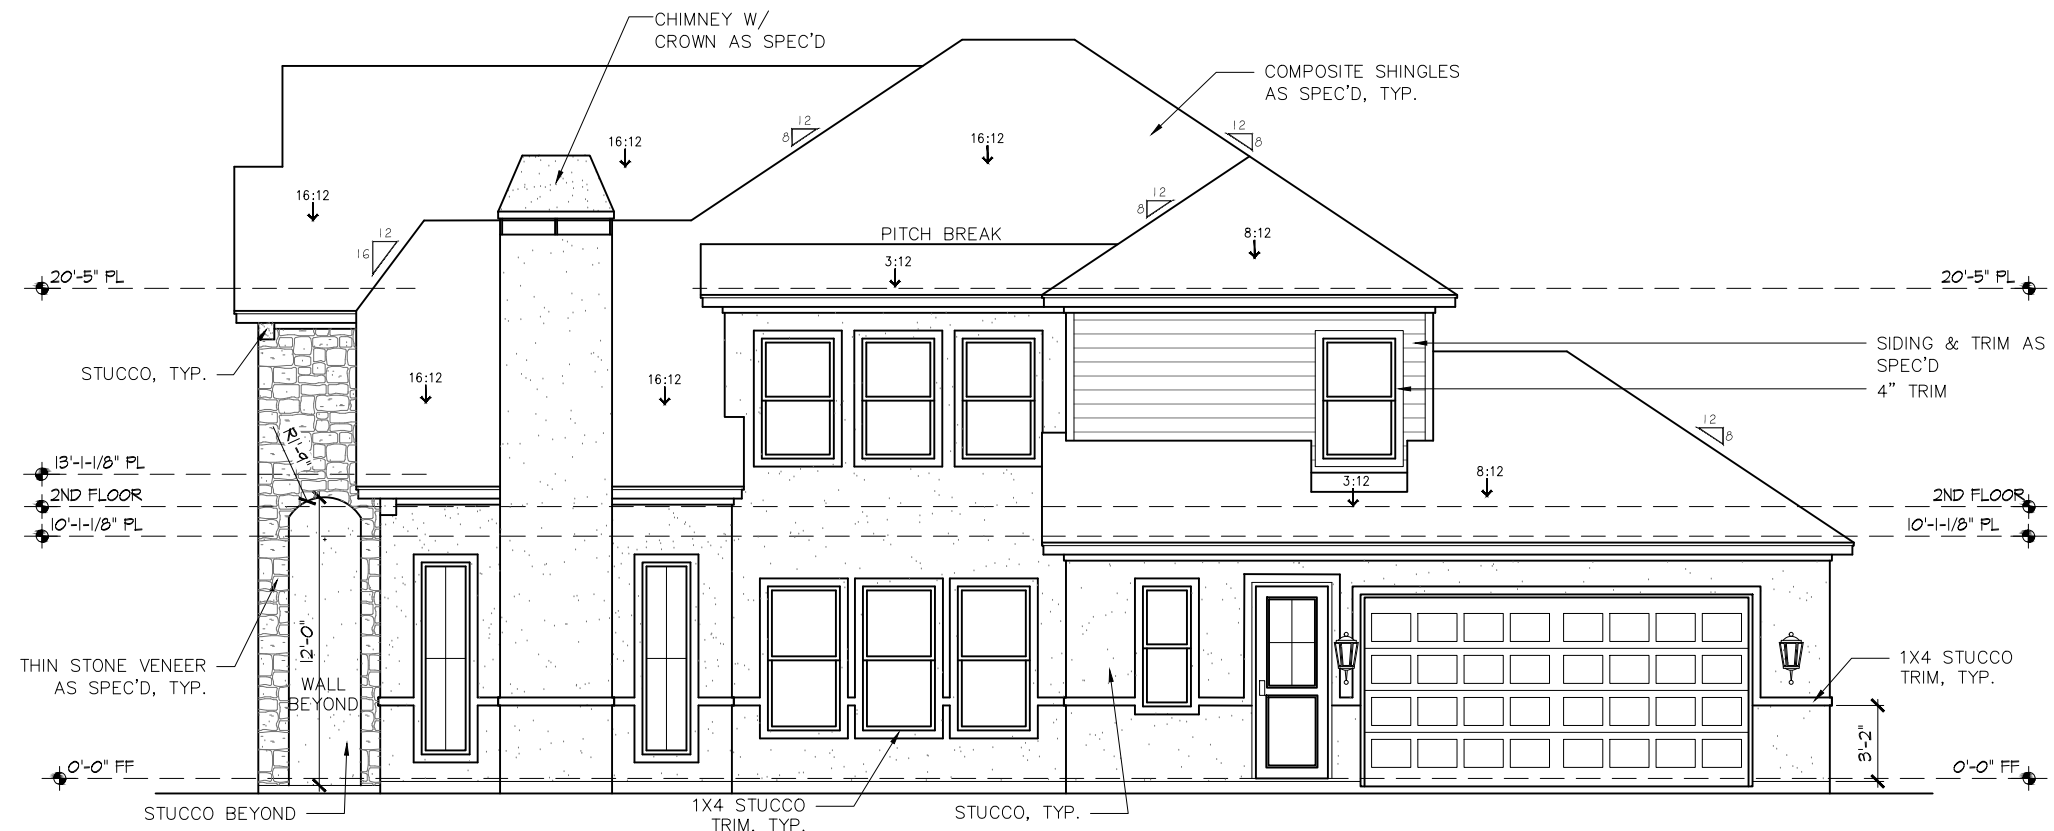 CHIMNEY W/
CROWN AS SPEC'D
COMPOSITE SHINGLES
AS SPEC'D, TYP.
12
8
16:12
16:12
12
8
12
8
16:12
12
16
PITCH BREAK
8:12
3:12
20'-5" PL
20'-5" PL
SIDING & TRIM AS
SPEC'D
4" TRIM
STUCCO, TYP.
16:12
16:12
12
8
R1'-9"
13'-1-1/8" PL
3:12
8:12
2ND FLOOR
2ND FLOOR
10'-1-1/8" PL
10'-1-1/8" PL
12'-0"
THIN STONE VENEER
AS SPEC'D, TYP.
WALL
BEYOND
1X4 STUCCO
TRIM, TYP.
3'-2"
0'-0" FF
0'-0" FF
STUCCO BEYOND
1X4 STUCCO
TRIM, TYP.
STUCCO, TYP.